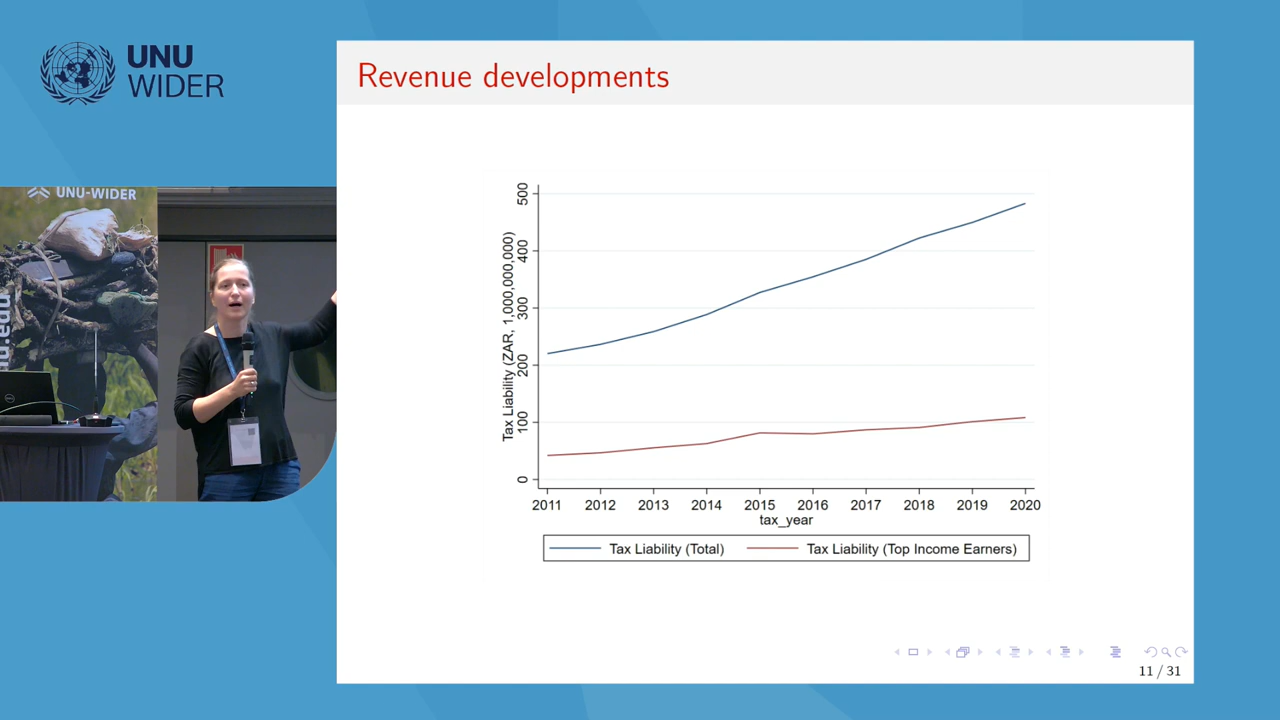 UNU
WIDER
Revenue developments
UNU-WIDER
Tax Liability (ZAR, 1,000,000,000)
500
400
300
200
100
0
2011 2012 2013 2014 2015 2016 2017 2018 2019 2020
tax_year
Tax Liability (Total) Tax Liability (Top Income Earners)
11 / 31